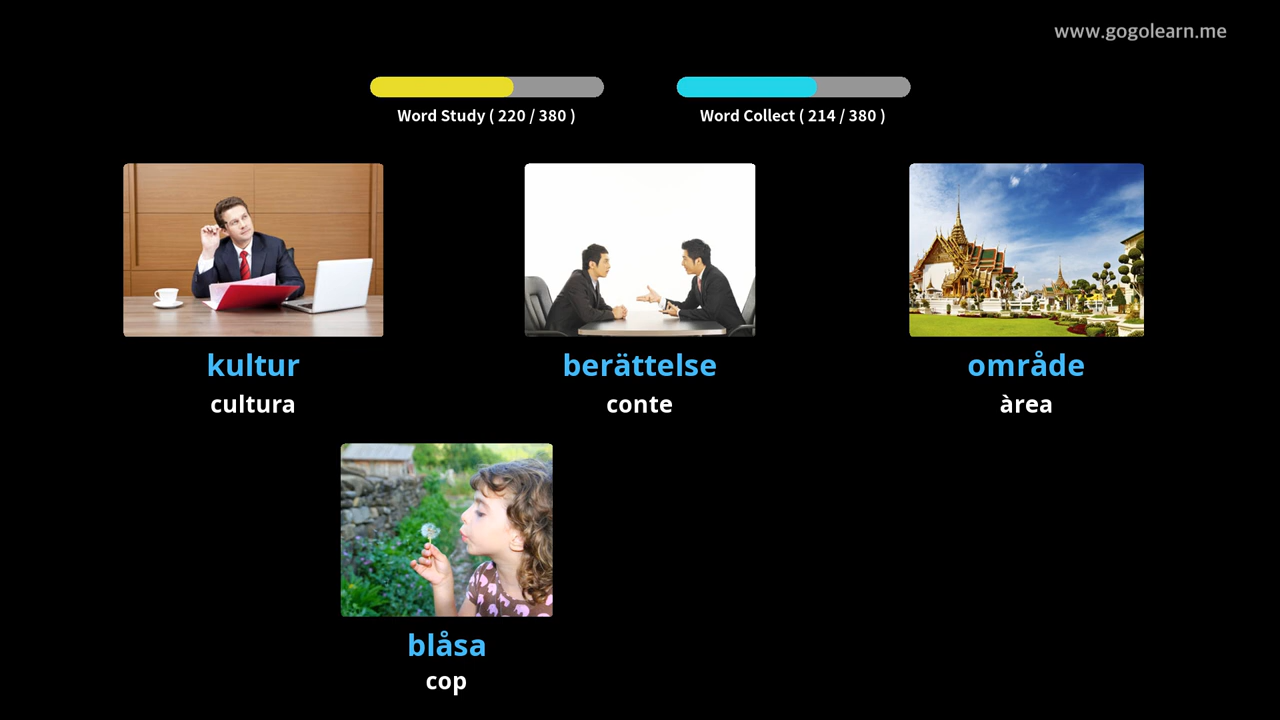 www.gogolearn.me
Word Study ( 220 / 380 )
Word Collect ( 214 / 380 )
kultur
cultura
berättelse
conte
område
àrea
blåsa
cop